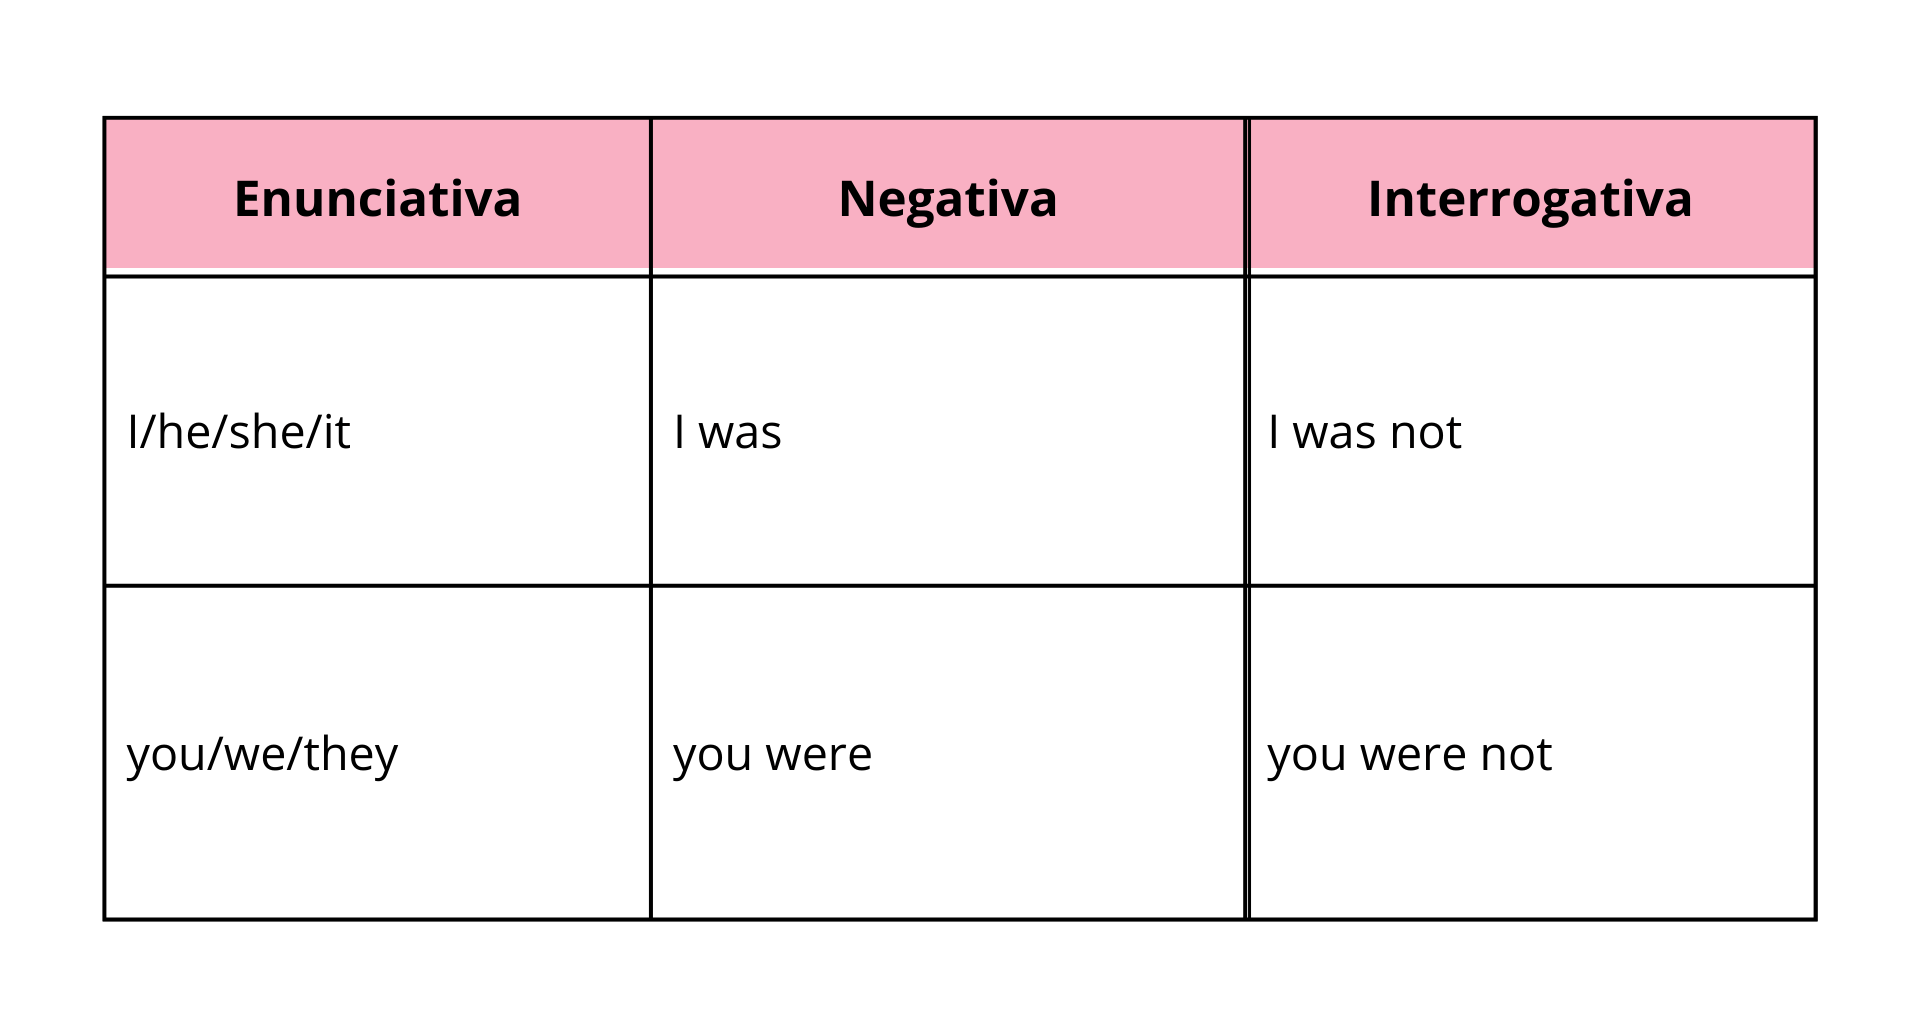 Enunciativa Negativa Interrogativa
I/he/she/it I was I was not
you/we/they you were you were not